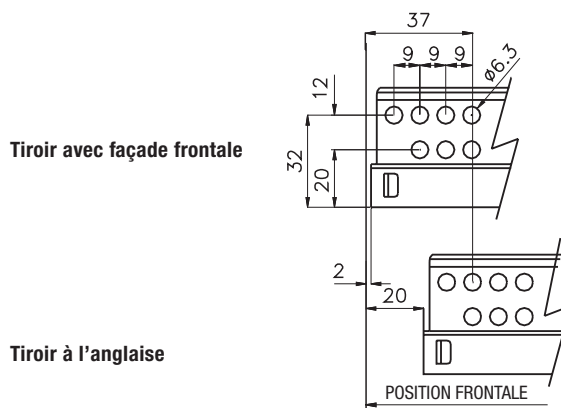 37
9 9 9
ø6.3
12
Tiroir avec façade frontale
32
20
2
20
Tiroir à l’anglaise
POSITION FRONTALE